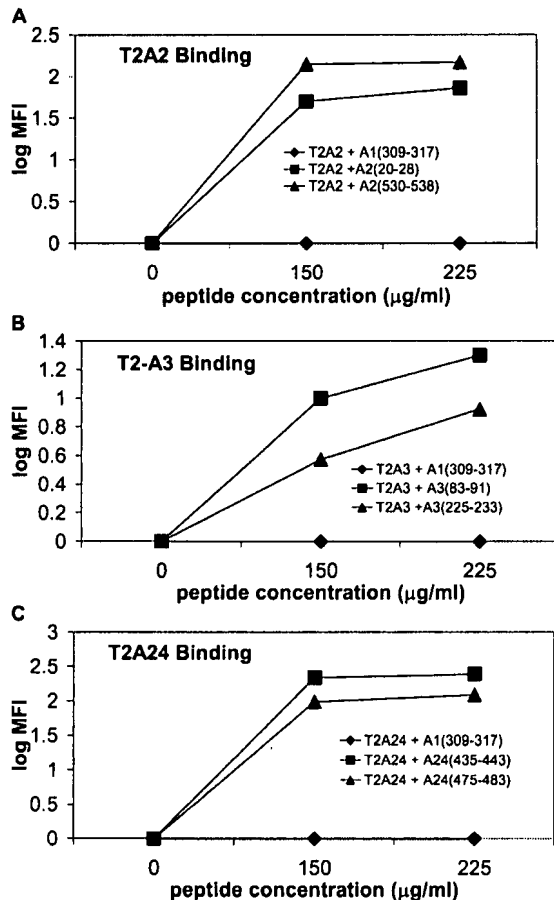 A
T2A2 Binding
log MFI
2.5
2
1.5
1
0.5
0
T2A2 + A1(309-317)
T2A2 +A2(20-28)
T2A2 + A2(530-538)
0 150 225
peptide concentration (μg/ml)
B
T2-A3 Binding
log MFI
1.4
1.2
1
0.8
0.6
0.4
0.2
0
T2A3 + A1(309-317)
T2A3 + A3(83-91)
T2A3 +A3(225-233)
0 150 225
peptide concentration (μg/ml)
C
T2A24 Binding
log MFI
3
2.5
2
1.5
1
0.5
0
T2A24 + A1(309-317)
T2A24 + A24(435-443)
T2A24 + A24(475-483)
0 150 225
peptide concentration (μg/ml)